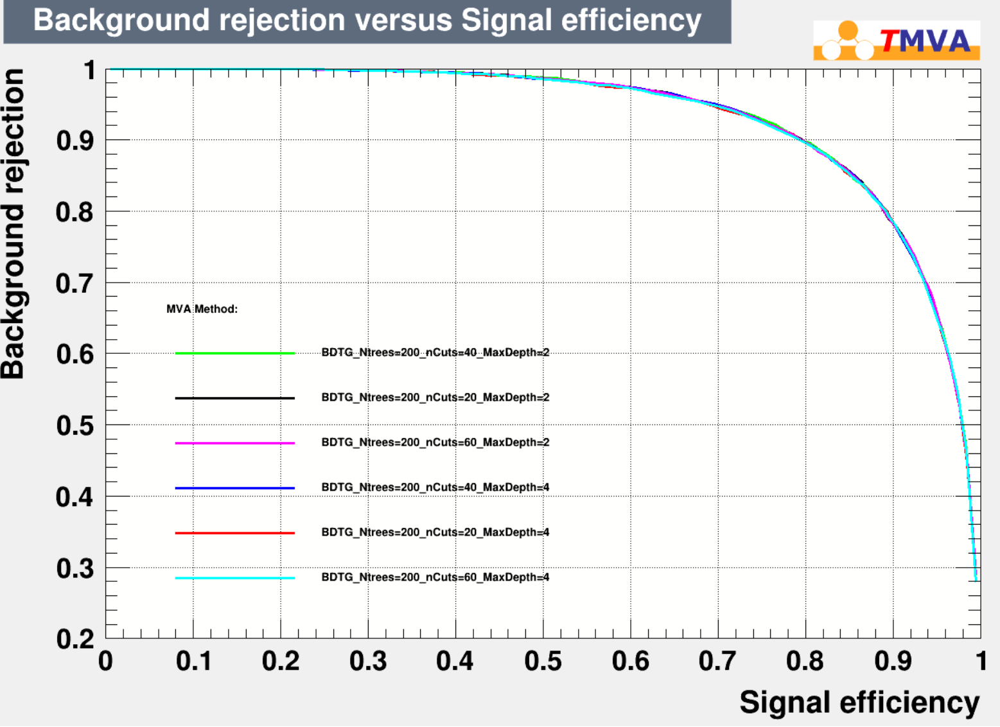 Background rejection versus Signal efficiency
TMVA
Background rejection
1
0.9
0.8
0.7
0.6
0.5
0.4
0.3
0.2
MVA Method:
BDTG_Ntrees=200_nCuts=40_MaxDepth=2
BDTG_Ntrees=200_nCuts=20_MaxDepth=2
BDTG_Ntrees=200_nCuts=60_MaxDepth=2
BDTG_Ntrees=200_nCuts=40_MaxDepth=4
BDTG_Ntrees=200_nCuts=20_MaxDepth=4
BDTG_Ntrees=200_nCuts=60_MaxDepth=4
0 0.1 0.2 0.3 0.4 0.5 0.6 0.7 0.8 0.9 1
Signal efficiency